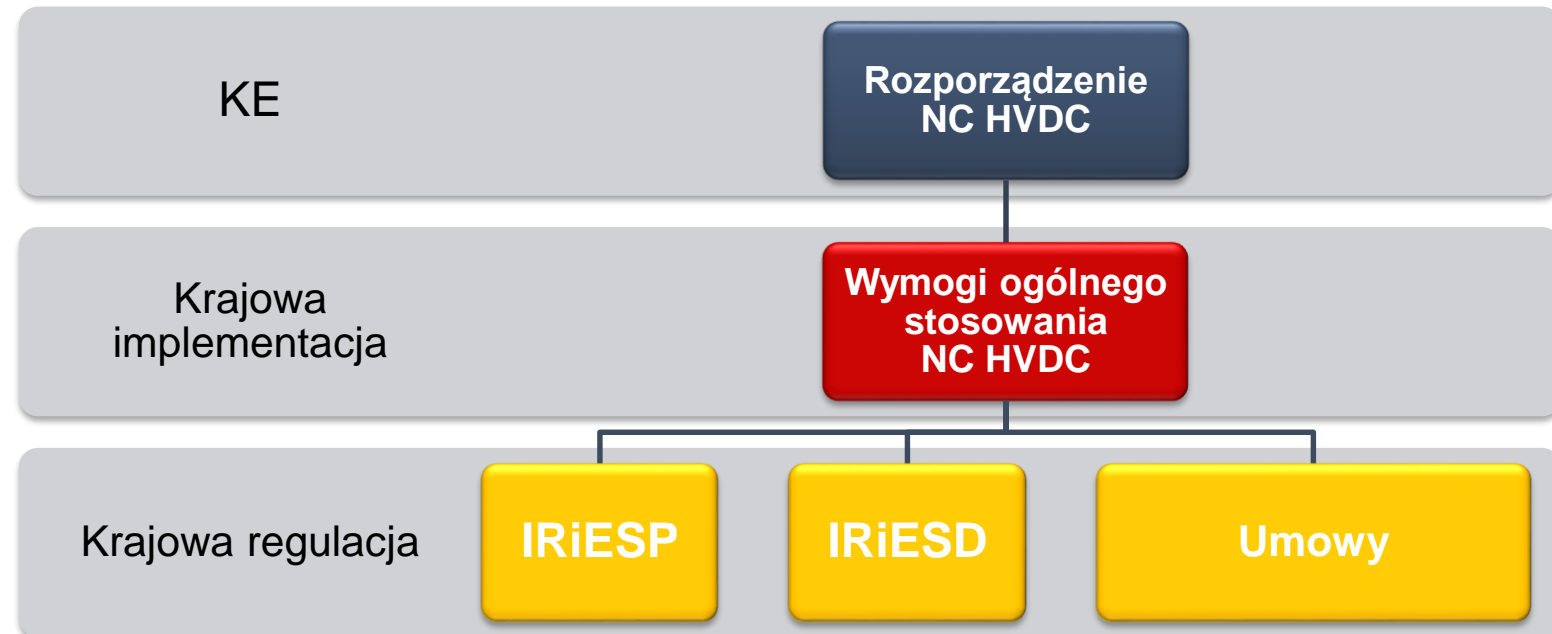 KE
Rozporządzenie
NC HVDC
Krajowa
implementacja
Wymogi ogólnego
stosowania
NC HVDC
Krajowa regulacja
IRiESP
IRiESD
Umowy